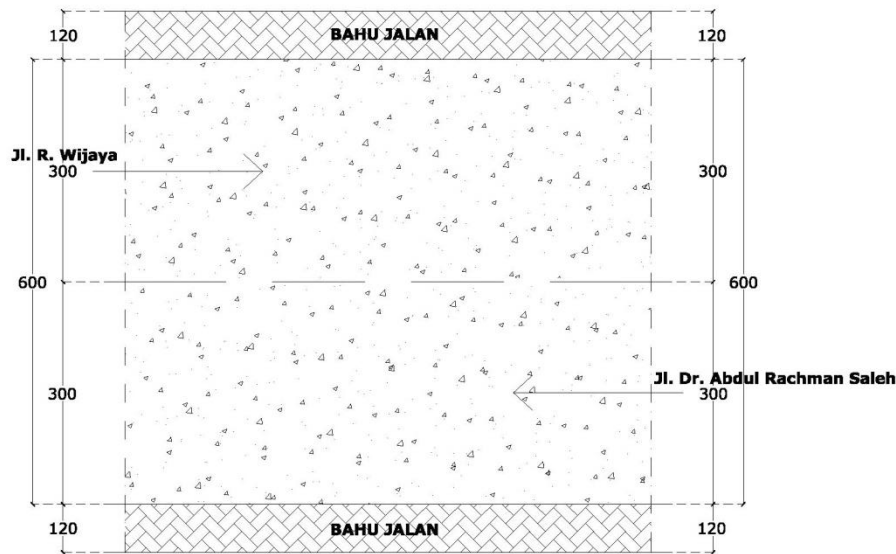 120
BAHU JALAN
120
Jl. R. Wijaya
300
300
600
600
Jl. Dr. Abdul Rachman Saleh
300
300
120
BAHU JALAN
120